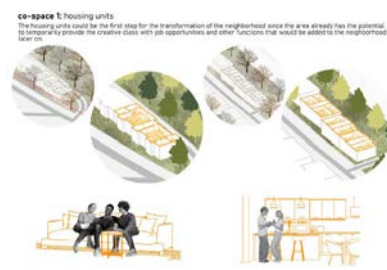 co-space 1: housing units
The housing units could be the first step for the transformation of the neighborhood since the area already has the potential
to temporarily provide the creative class with job opportunities and other functions that would be added to the neighborhood
later on.